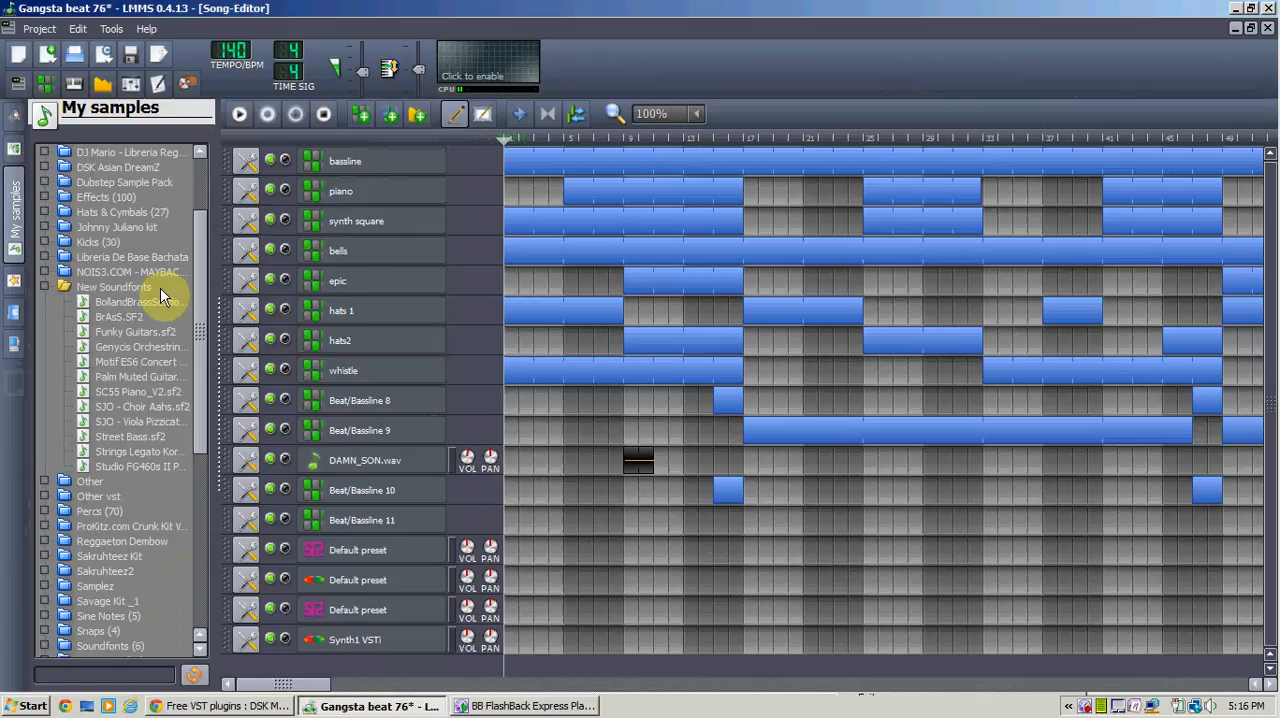 Gangsta beat 76* - LMMS 0.4.13 - [Song-Editor]
Project Edit Tools Help
140
TEMPO/BPM
4
4
TIME SIG
Click to enable
CPU
My samples
My samples
100%
5 9 13 17 21 25 29 33 37 41 45 49
DJ Mario - Libreria Reg...
DSK Asian DreamZ
Dubstep Sample Pack
Effects (100)
Hats & Cymbals (27)
Johnny Juliano kit
Kicks (30)
Libreria De Base Bachata
NOIS3.COM - MAYBAC...
New Soundfonts
BrAsS.SF2
Funky Guitars.sf2
Genycis Orchestrin...
Motif ES6 Concert ...
Palm Muted Guitar....
SC55 Piano_V2.sf2
SJO - Choir Aahs.sf2
SJO - Viola Pizzicat...
Street Bass.sf2
Strings Legato Kor...
Studio FG460s II P...
Other
Other vst
Percs (70)
ProKitz.com Crunk Kit V...
Reggaeton Dembow
Sakruhteez Kit
Sakruhteez2
Samplez
Savage Kit _1
Sine Notes (5)
Snaps (4)
Soundfonts (6)
bassline
piano
synth square
bells
epic
hats 1
hats2
whistle
Beat/Bassline 8
Beat/Bassline 9
DAMN_SON.wav VOL PAN
Beat/Bassline 10
Beat/Bassline 11
Default preset VOL PAN
Default preset VOL PAN
Default preset VOL PAN
Synth1 VSTi VOL PAN
Start
Free VST plugins : DSK M...
Gangsta beat 76* - L...
BB FlashBack Express Pla...
5:16 PM